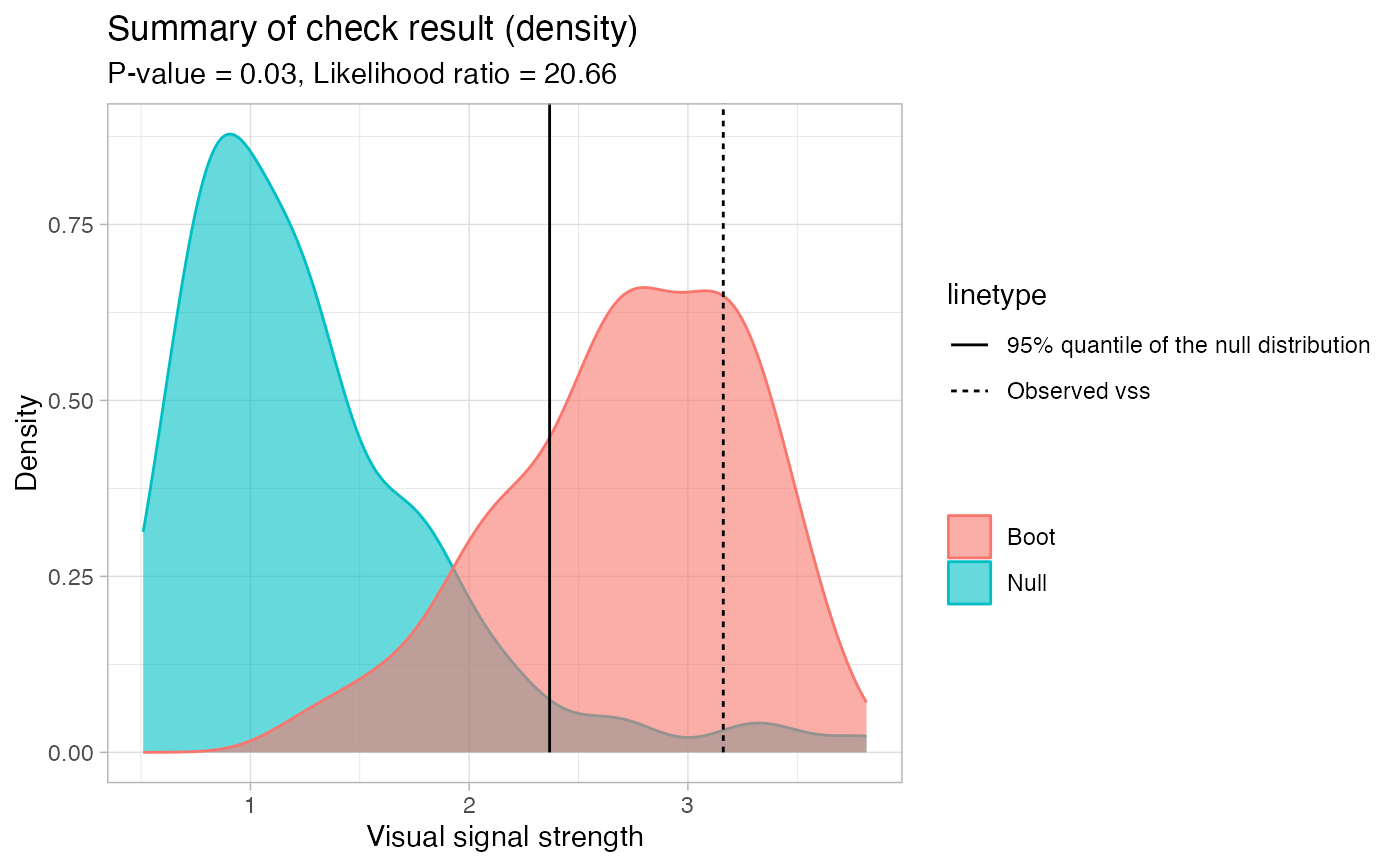 Summary of check result (density)
P-value = 0.03, Likelihood ratio = 20.66
Density
0.75
0.50
0.25
0.00
1
2
3
Visual signal strength
linetype
95% quantile of the null distribution
Observed vss
Boot
Null